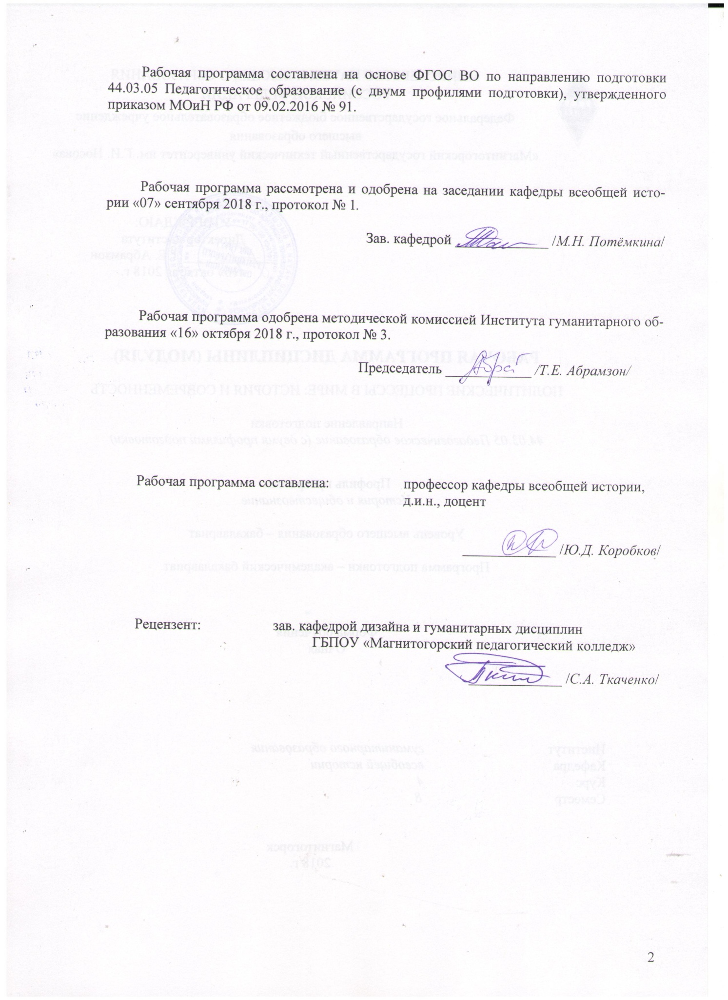 Рабочая программа составлена на основе ФГОС ВО по направлению подготовки
44.03.05 Педагогическое образование (с двумя профилями подготовки), утвержденного
приказом МОиН РФ от 09.02.2016 № 91.
Рабочая программа рассмотрена и одобрена на заседании кафедры всеобщей исто-
рии «07» сентября 2018 г., протокол № 1.
Зав. кафедрой ____________ /М.Н. Потёмкина/
Рабочая программа одобрена методической комиссией Института гуманитарного об-
разования «16» октября 2018 г., протокол № 3.
Председатель ____________ /Т.Е. Абрамзон/
Рабочая программа составлена: профессор кафедры всеобщей истории,
д.и.н., доцент
____________ /Ю.Д. Коробков/
Рецензент: зав. кафедрой дизайна и гуманитарных дисциплин
ГБПОУ «Магнитогорский педагогический колледж»
____________ /С.А. Ткаченко/
2